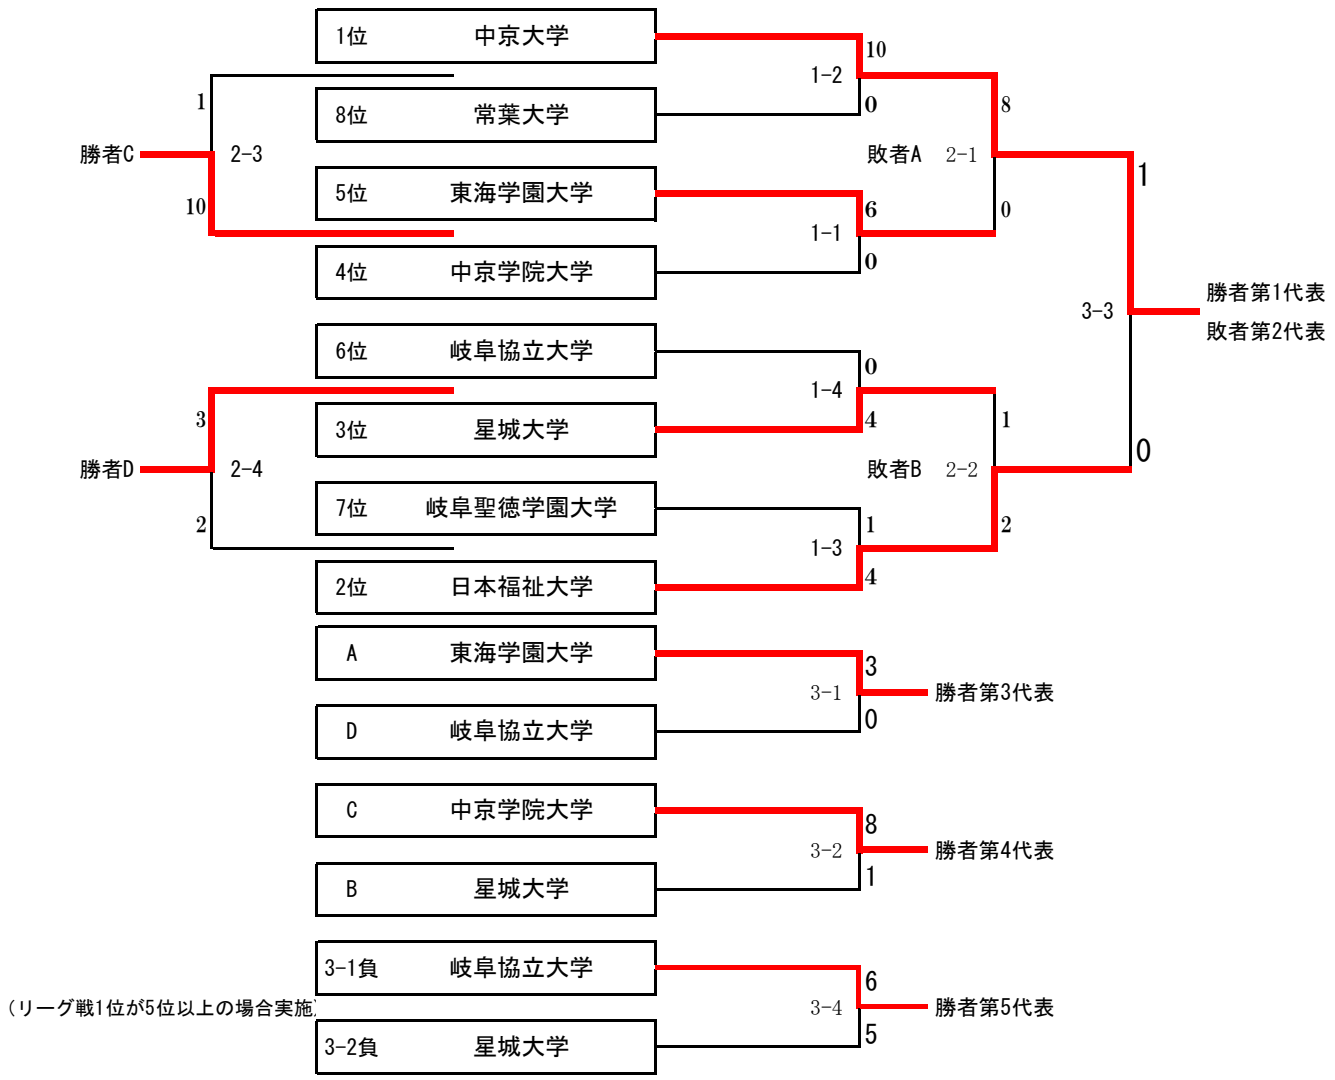 1位 中京大学
10
1-2
1
0
8
8位 常葉大学
勝者C
2-3
敗者A 2-1
1
5位 東海学園大学
10
6
0
1-1
4位 中京学院大学
0
勝者第1代表
3-3
敗者第2代表
6位 岐阜協立大学
0
1-4
3
3位 星城大学
4
1
0
勝者D
2-4
敗者B 2-2
7位 岐阜聖徳学園大学
2
1
2
1-3
2位 日本福祉大学
4
A 東海学園大学
3
3-1
勝者第3代表
D 岐阜協立大学
0
C 中京学院大学
8
3-2
勝者第4代表
B 星城大学
1
3-1負 岐阜協立大学
6
(リーグ戦1位が5位以上の場合実施)
3-4
勝者第5代表
3-2負 星城大学
5